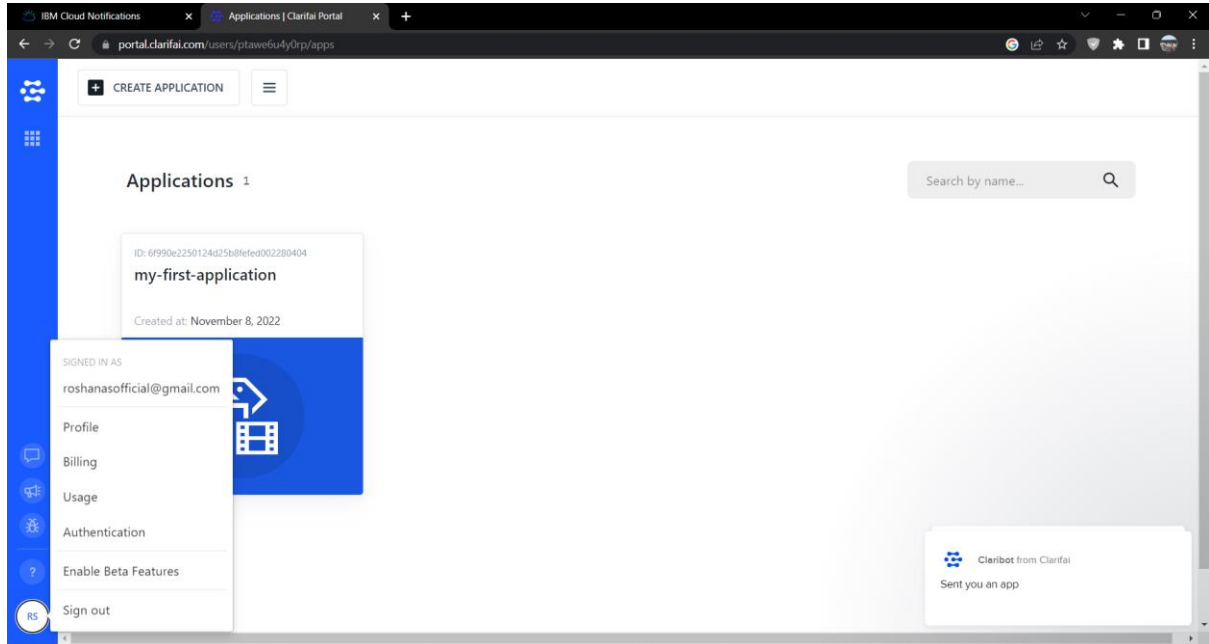 IBM Cloud Notifications
Applications | Clarifai Portal
portal.clarifai.com/users/ptawe6u4y0rp/apps
CREATE APPLICATION
Applications 1
Search by name...
ID: 6f990e2250124d25b8fefed002280404
my-first-application
Created at: November 8, 2022
SIGNED IN AS
roshanasofficial@gmail.com
Profile
Billing
Usage
Authentication
Enable Beta Features
Sign out
?
RS
Claribot from Clarifai
Sent you an app